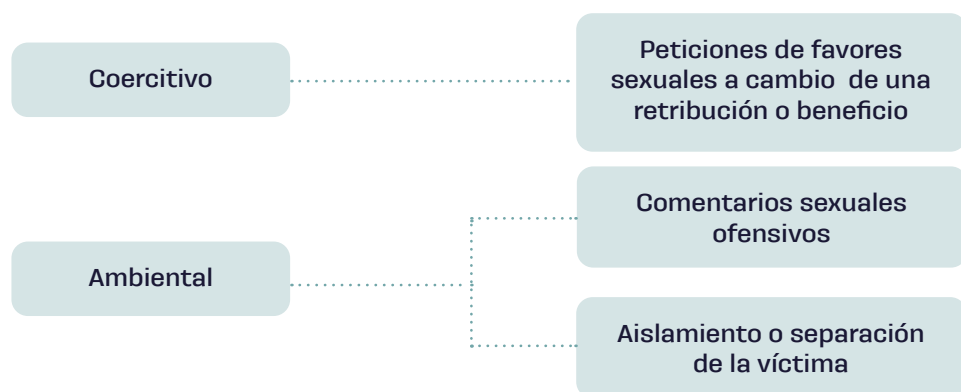 Coercitivo
Peticiones de favores
sexuales a cambio de una
retribución o beneficio
Ambiental
Comentarios sexuales
ofensivos
Aislamiento o separación
de la víctima